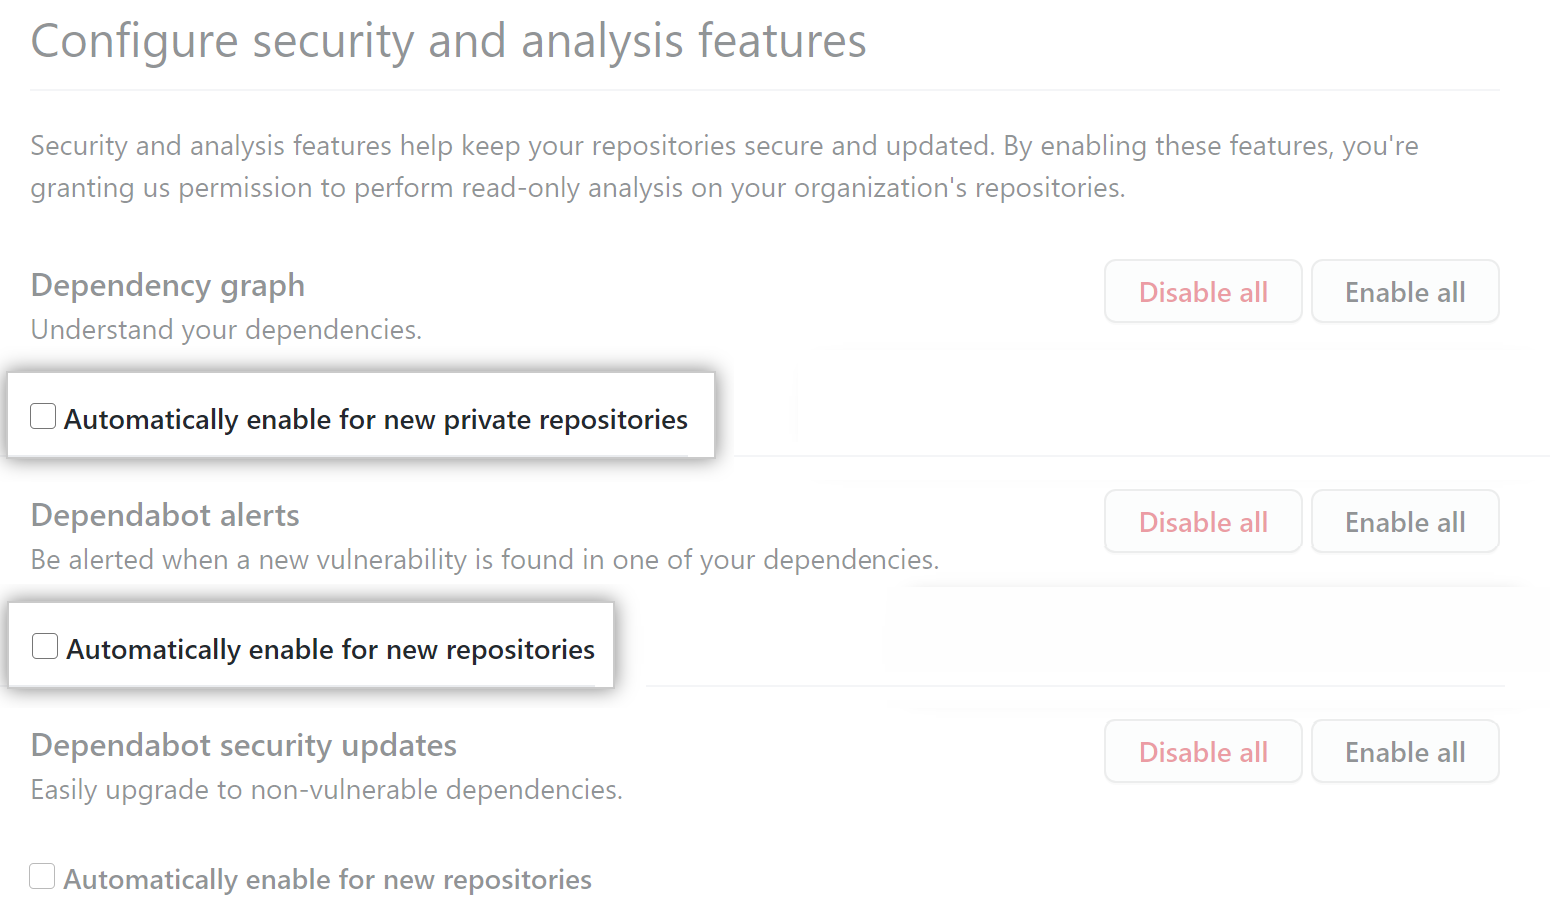 Configure security and analysis features
Security and analysis features help keep your repositories secure and updated. By enabling these features, you're
granting us permission to perform read-only analysis on your organization's repositories.
Dependency graph
Disable all
Enable all
Understand your dependencies.
Automatically enable for new private repositories
Dependabot alerts
Disable all
Enable all
Be alerted when a new vulnerability is found in one of your dependencies.
Automatically enable for new repositories
Dependabot security updates
Disable all
Enable all
Easily upgrade to non-vulnerable dependencies.
Automatically enable for new repositories